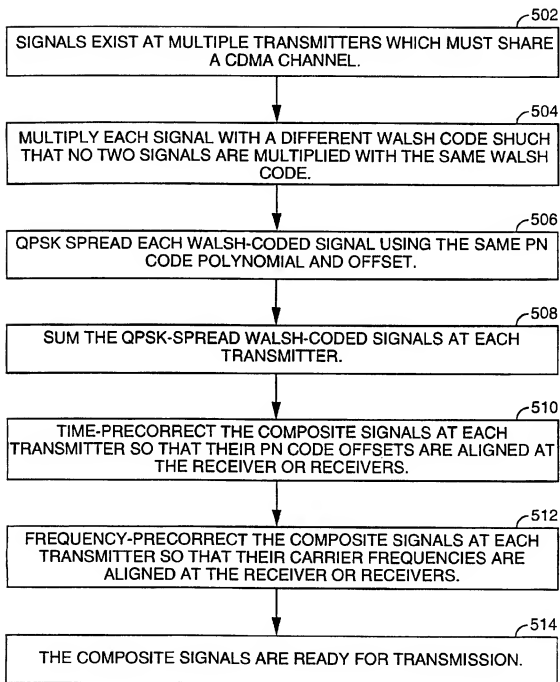 502
SIGNALS EXIST AT MULTIPLE TRANSMITTERS WHICH MUST SHARE
A CDMA CHANNEL.
504
MULTIPLY EACH SIGNAL WITH A DIFFERENT WALSH CODE SHUCH
THAT NO TWO SIGNALS ARE MULTIPLIED WITH THE SAME WALSH
CODE.
506
QPSK SPREAD EACH WALSH-CODED SIGNAL USING THE SAME PN
CODE POLYNOMIAL AND OFFSET.
508
SUM THE QPSK-SPREAD WALSH-CODED SIGNALS AT EACH
TRANSMITTER.
510
TIME-PRECORRECT THE COMPOSITE SIGNALS AT EACH
TRANSMITTER SO THAT THEIR PN CODE OFFSETS ARE ALIGNED AT
THE RECEIVER OR RECEIVERS.
512
FREQUENCY-PRECORRECT THE COMPOSITE SIGNALS AT EACH
TRANSMITTER SO THAT THEIR CARRIER FREQUENCIES ARE
ALIGNED AT THE RECEIVER OR RECEIVERS.
514
THE COMPOSITE SIGNALS ARE READY FOR TRANSMISSION.